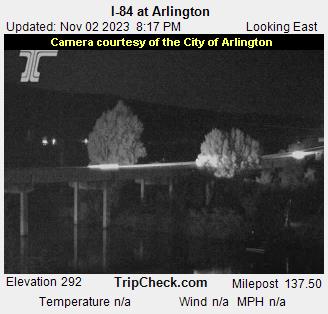 I-84 at Arlington
Updated: Nov 02 2023 8:17 PM Looking East
Camera courtesy of the City of Arlington
Elevation 292 TripCheck.com Milepost 137.50
Temperature n/a Wind n/a MPH n/a